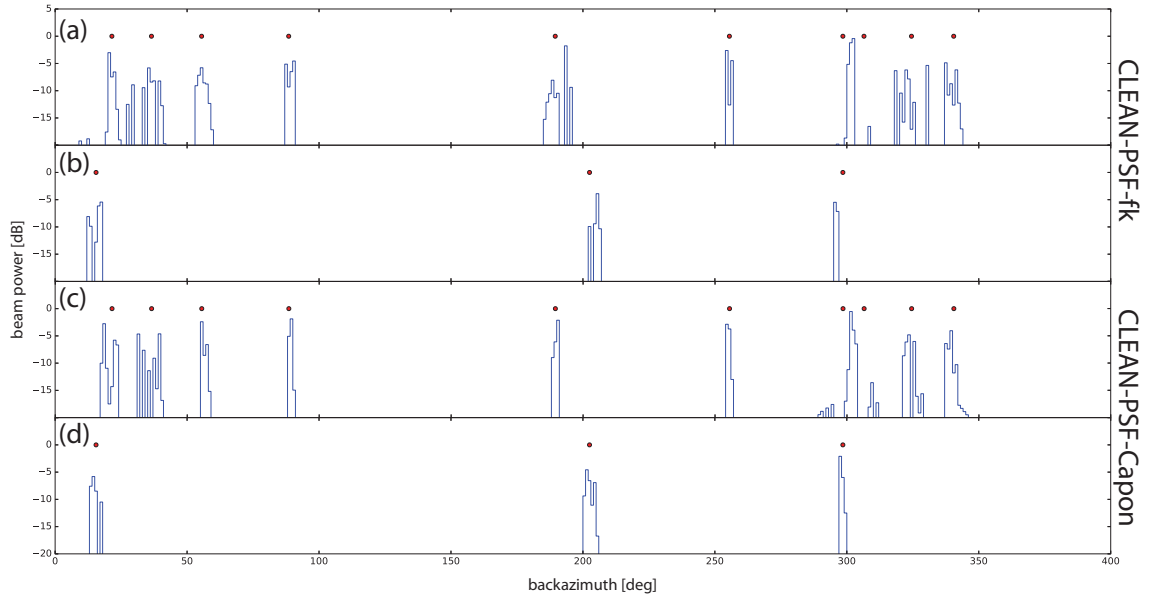 (a)
5
0
−5
−10
−15
CLEAN-PSF-fk
(b)
0
−5
−10
−15
beam power [dB]
(c)
0
−5
−10
−15
CLEAN-PSF-Capon
(d)
0
−5
−10
−15
−20
0 50 100 150 200 250 300 350 400
backazimuth [deg]